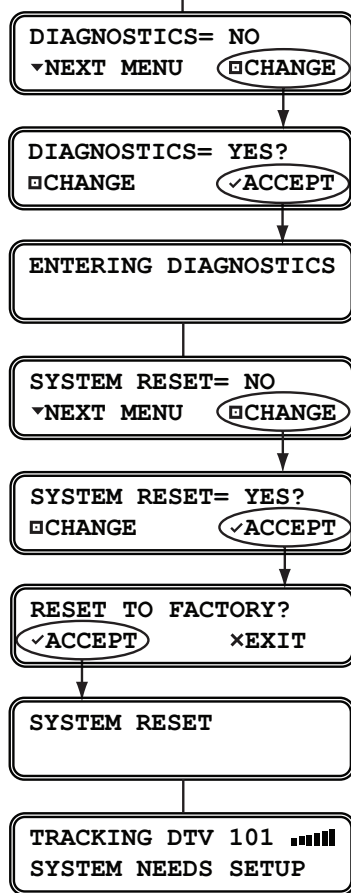 DIAGNOSTICS= NO
▾NEXT MENU ⊡CHANGE
DIAGNOSTICS= YES?
⊡CHANGE ✓ACCEPT
ENTERING DIAGNOSTICS
SYSTEM RESET= NO
▾NEXT MENU ⊡CHANGE
SYSTEM RESET= YES?
⊡CHANGE ✓ACCEPT
RESET TO FACTORY?
✓ACCEPT ×EXIT
SYSTEM RESET
TRACKING DTV 101
SYSTEM NEEDS SETUP